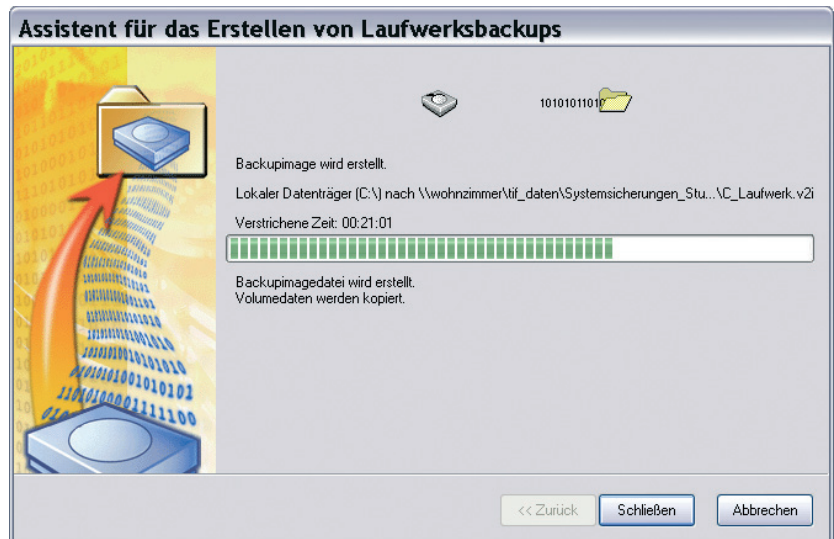 Assistent für das Erstellen von Laufwerksbackups
10101011010
Backupimage wird erstellt.
Lokaler Datenträger (C:\) nach \\wohnzimmer\tif_daten\Systemsicherungen_Stu...\C_Laufwerk.v2i
Verstrichene Zeit: 00:21:01
Backupimagedatei wird erstellt.
Volumedaten werden kopiert.
<< Zurück
Schließen
Abbrechen